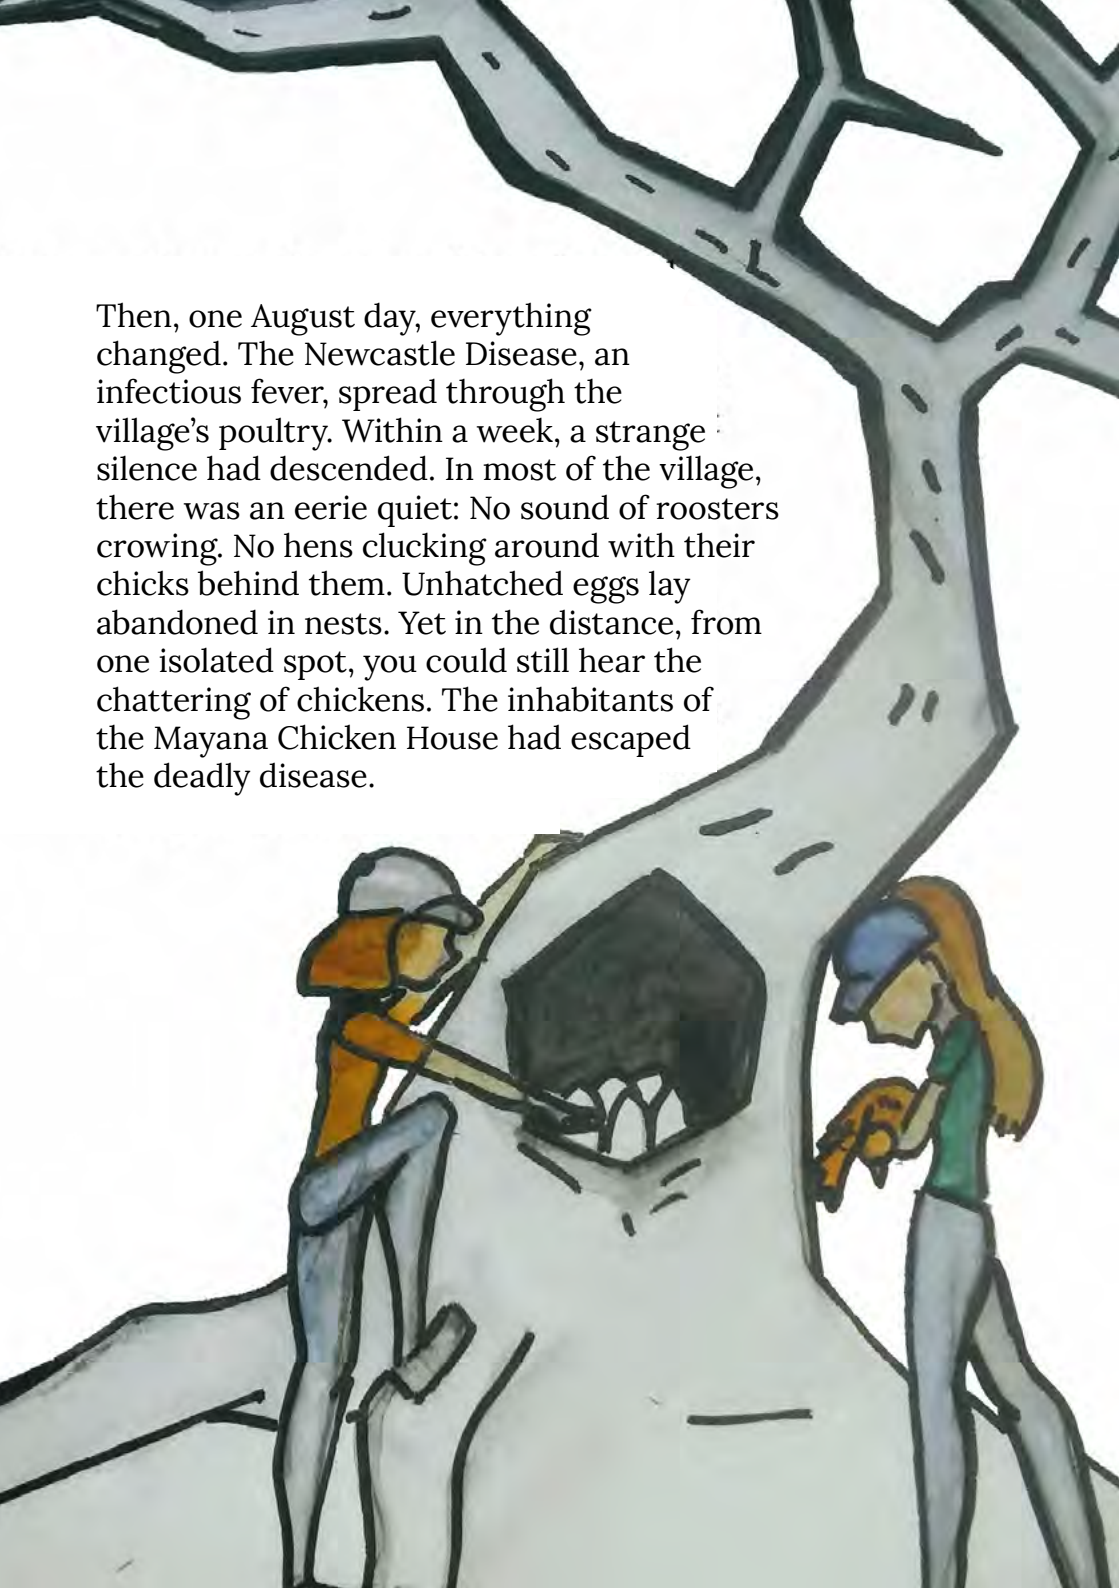 Then, one August day, everything
changed. The Newcastle Disease, an
infectious fever, spread through the
village’s poultry. Within a week, a strange
silence had descended. In most of the village,
there was an eerie quiet: No sound of roosters
crowing. No hens clucking around with their
chicks behind them. Unhatched eggs lay
abandoned in nests. Yet in the distance, from
one isolated spot, you could still hear the
chattering of chickens. The inhabitants of
the Mayana Chicken House had escaped
the deadly disease.